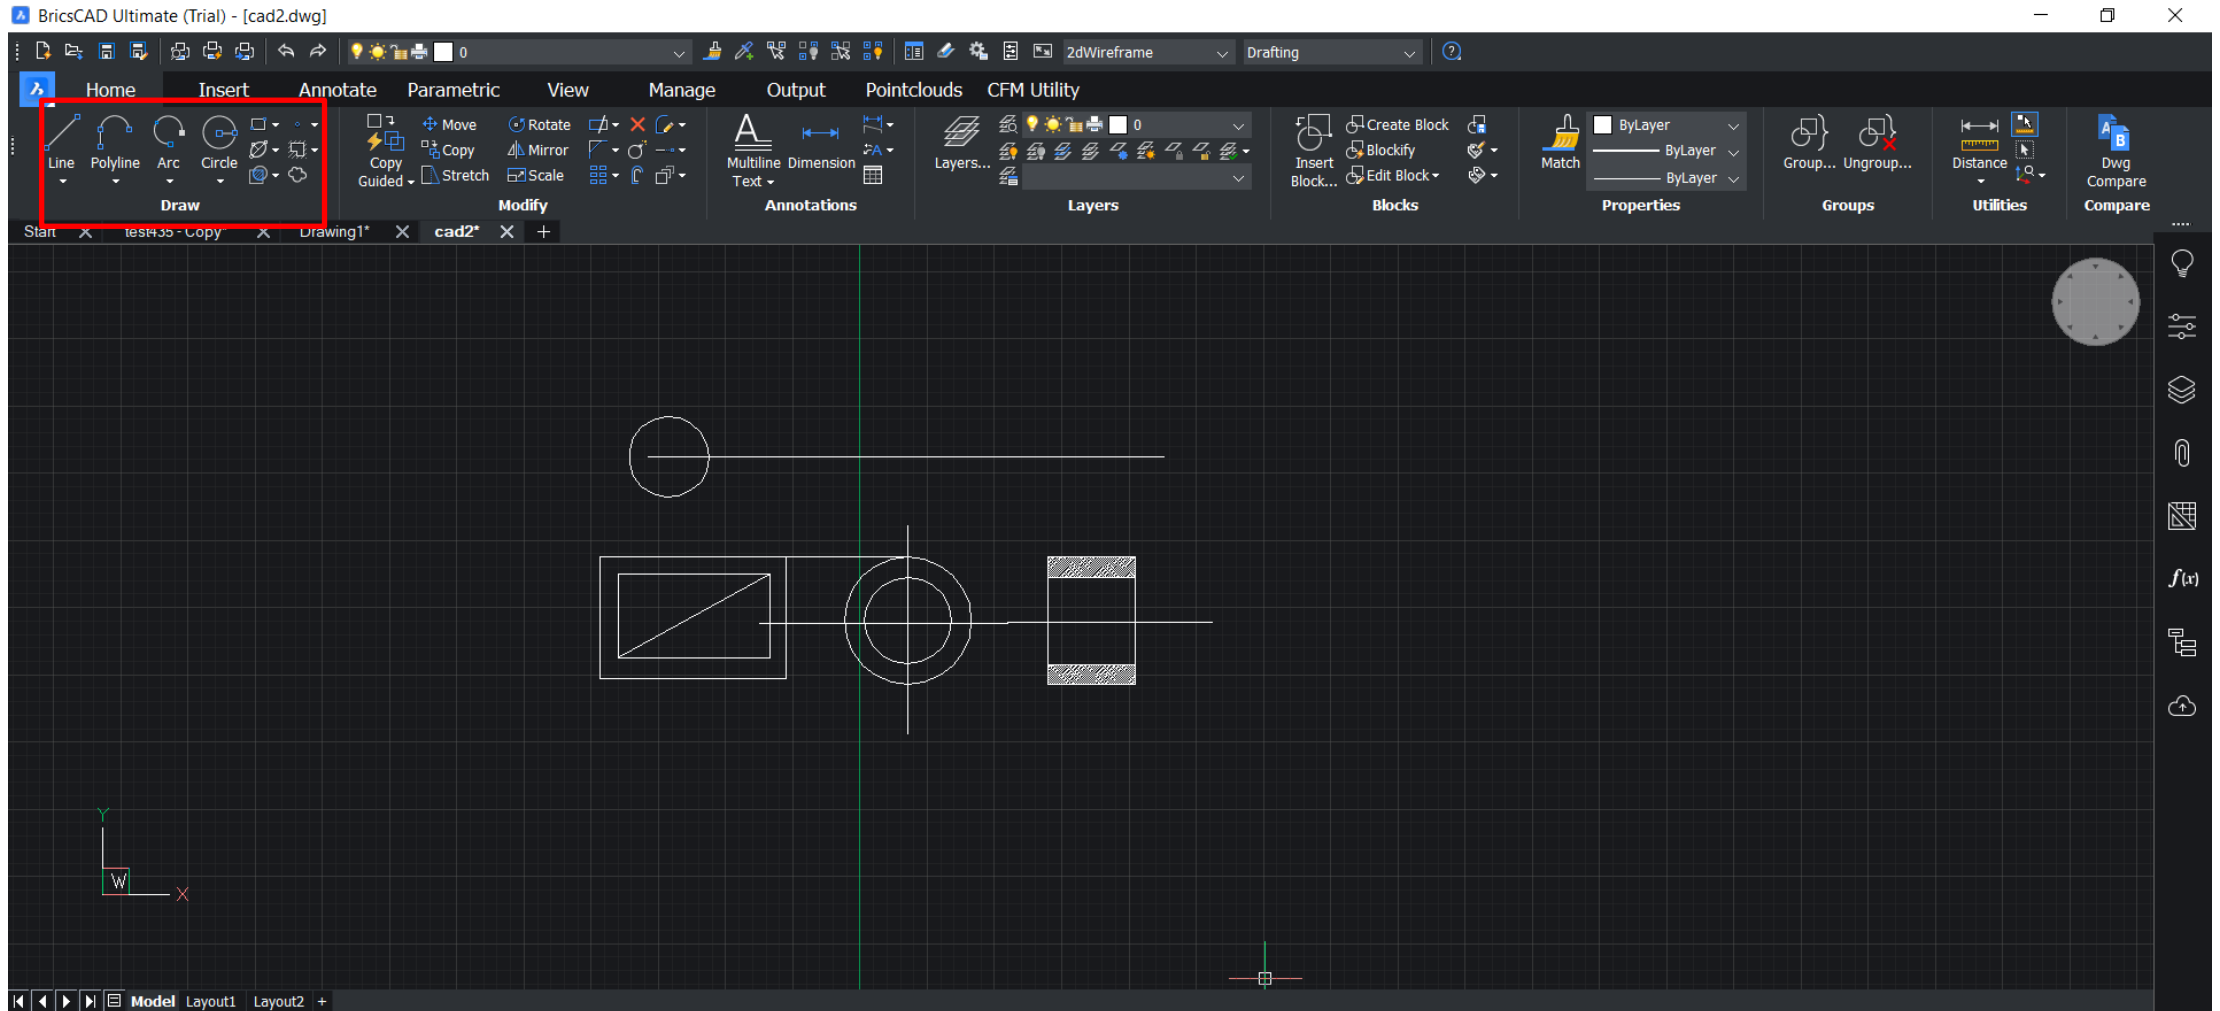 BricsCAD Ultimate (Trial) - [cad2.dwg]
0 2dWireframe Drafting
Home Insert Annotate Parametric View Manage Output Pointclouds CFM Utility
Line Polyline Arc Circle
Draw
Copy Guided
Move Rotate
Copy Mirror
Stretch Scale
Modify
Multiline Text Dimension
Annotations
Layers...
0
Layers
Insert Block...
Create Block
Blockify
Edit Block
Blocks
Match
ByLayer
ByLayer
ByLayer
Properties
Group... Ungroup...
Groups
Distance
Utilities
Dwg Compare
Compare
Start test435 - Copy* Drawing1* cad2* +
f(x)
Y
W
X
Model Layout1 Layout2 +